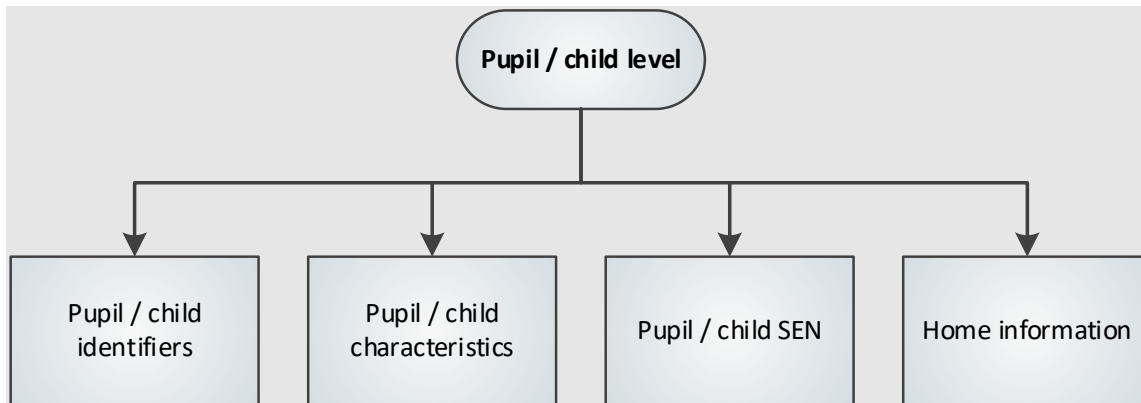 Pupil / child level
Pupil / child
identifiers
Pupil / child
characteristics
Pupil / child SEN
Home information